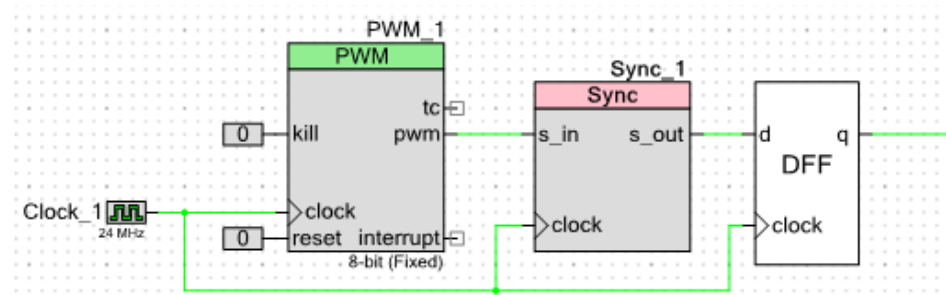 PWM_1
PWM
tc
0
kill
pwm
Clock_1
24 MHz
clock
0
reset
interrupt
8-bit (Fixed)
Sync_1
Sync
s_in
s_out
clock
d
q
DFF
clock